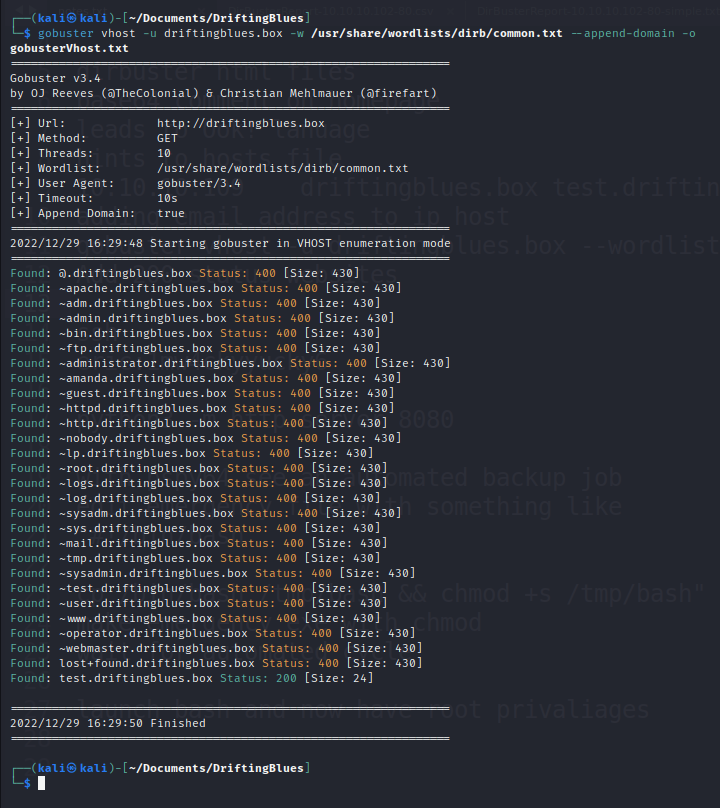 ┌──(kali㉿kali)-[~/Documents/DriftingBlues]
└─$ gobuster vhost -u driftingblues.box -w /usr/share/wordlists/dirb/common.txt --append-domain -o
gobusterVhost.txt
===============================================================
Gobuster v3.4
by OJ Reeves (@TheColonial) & Christian Mehlmauer (@firefart)
===============================================================
[+] Url: http://driftingblues.box
[+] Method: GET
[+] Threads: 10
[+] Wordlist: /usr/share/wordlists/dirb/common.txt
[+] User Agent: gobuster/3.4
[+] Timeout: 10s
[+] Append Domain: true
===============================================================
2022/12/29 16:29:48 Starting gobuster in VHOST enumeration mode
===============================================================
Found: @.driftingblues.box Status: 400 [Size: 430]
Found: ~apache.driftingblues.box Status: 400 [Size: 430]
Found: ~adm.driftingblues.box Status: 400 [Size: 430]
Found: ~admin.driftingblues.box Status: 400 [Size: 430]
Found: ~bin.driftingblues.box Status: 400 [Size: 430]
Found: ~ftp.driftingblues.box Status: 400 [Size: 430]
Found: ~administrator.driftingblues.box Status: 400 [Size: 430]
Found: ~amanda.driftingblues.box Status: 400 [Size: 430]
Found: ~guest.driftingblues.box Status: 400 [Size: 430]
Found: ~httpd.driftingblues.box Status: 400 [Size: 430]
Found: ~http.driftingblues.box Status: 400 [Size: 430]
Found: ~nobody.driftingblues.box Status: 400 [Size: 430]
Found: ~lp.driftingblues.box Status: 400 [Size: 430]
Found: ~root.driftingblues.box Status: 400 [Size: 430]
Found: ~logs.driftingblues.box Status: 400 [Size: 430]
Found: ~log.driftingblues.box Status: 400 [Size: 430]
Found: ~sysadm.driftingblues.box Status: 400 [Size: 430]
Found: ~sys.driftingblues.box Status: 400 [Size: 430]
Found: ~mail.driftingblues.box Status: 400 [Size: 430]
Found: ~tmp.driftingblues.box Status: 400 [Size: 430]
Found: ~sysadmin.driftingblues.box Status: 400 [Size: 430]
Found: ~test.driftingblues.box Status: 400 [Size: 430]
Found: ~user.driftingblues.box Status: 400 [Size: 430]
Found: ~www.driftingblues.box Status: 400 [Size: 430]
Found: ~operator.driftingblues.box Status: 400 [Size: 430]
Found: ~webmaster.driftingblues.box Status: 400 [Size: 430]
Found: lost+found.driftingblues.box Status: 400 [Size: 430]
Found: test.driftingblues.box Status: 200 [Size: 24]
===============================================================
2022/12/29 16:29:50 Finished
===============================================================
┌──(kali㉿kali)-[~/Documents/DriftingBlues]
└─$